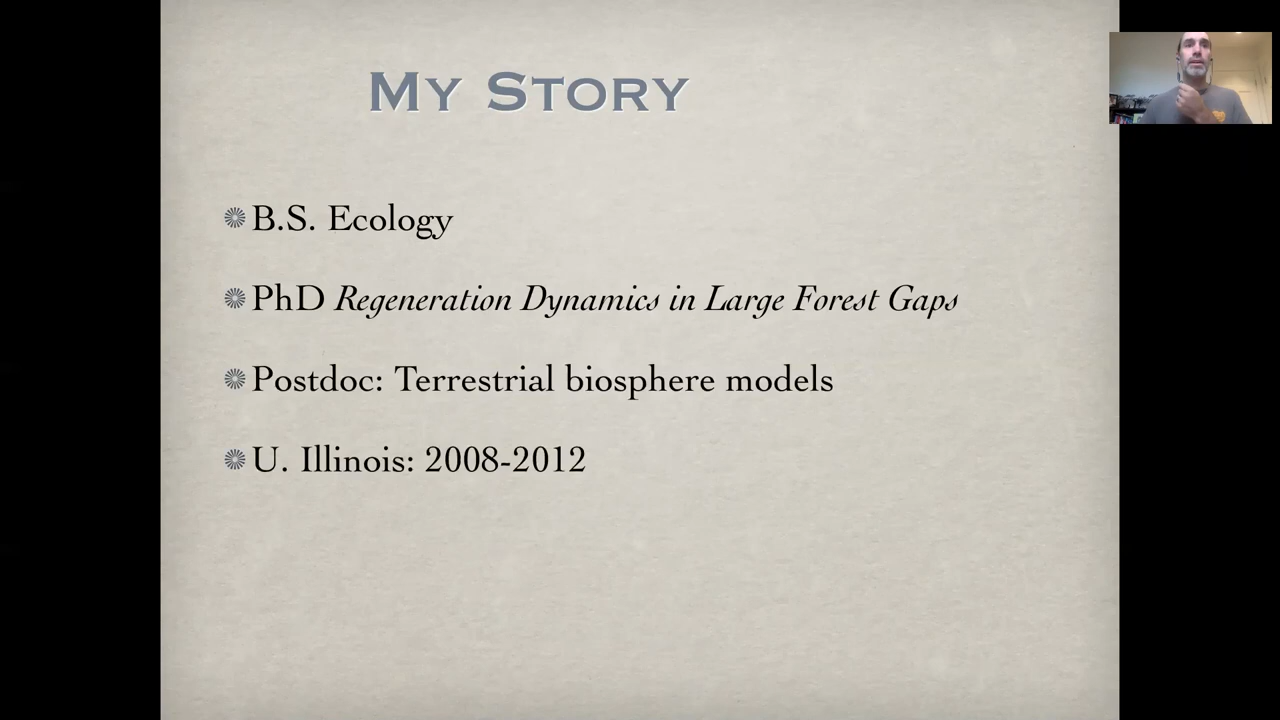 My Story
B.S. Ecology
PhD Regeneration Dynamics in Large Forest Gaps
Postdoc: Terrestrial biosphere models
U. Illinois: 2008-2012